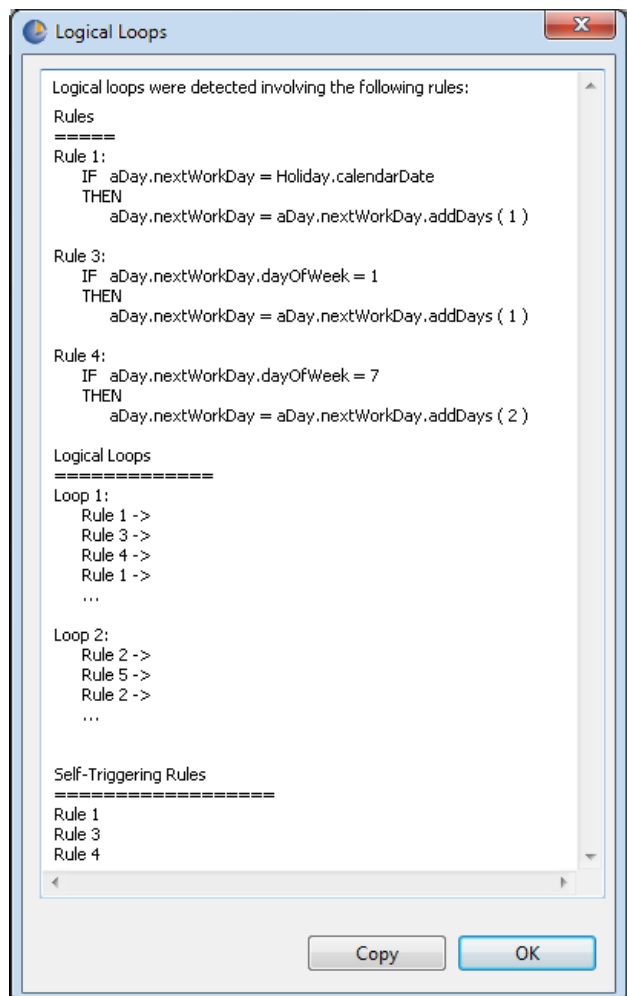 Logical Loops
Logical loops were detected involving the following rules:
Rules
=====
Rule 1:
IF aDay.nextWorkDay = Holiday.calendarDate
THEN
aDay.nextWorkDay = aDay.nextWorkDay.addDays ( 1 )
Rule 3:
IF aDay.nextWorkDay.dayOfWeek = 1
THEN
aDay.nextWorkDay = aDay.nextWorkDay.addDays ( 1 )
Rule 4:
IF aDay.nextWorkDay.dayOfWeek = 7
THEN
aDay.nextWorkDay = aDay.nextWorkDay.addDays ( 2 )
Logical Loops
=============
Loop 1:
Rule 1 ->
Rule 3 ->
Rule 4 ->
Rule 1 ->
...
Loop 2:
Rule 2 ->
Rule 5 ->
Rule 2 ->
...
Self-Triggering Rules
==================
Rule 1
Rule 3
Rule 4
Copy OK